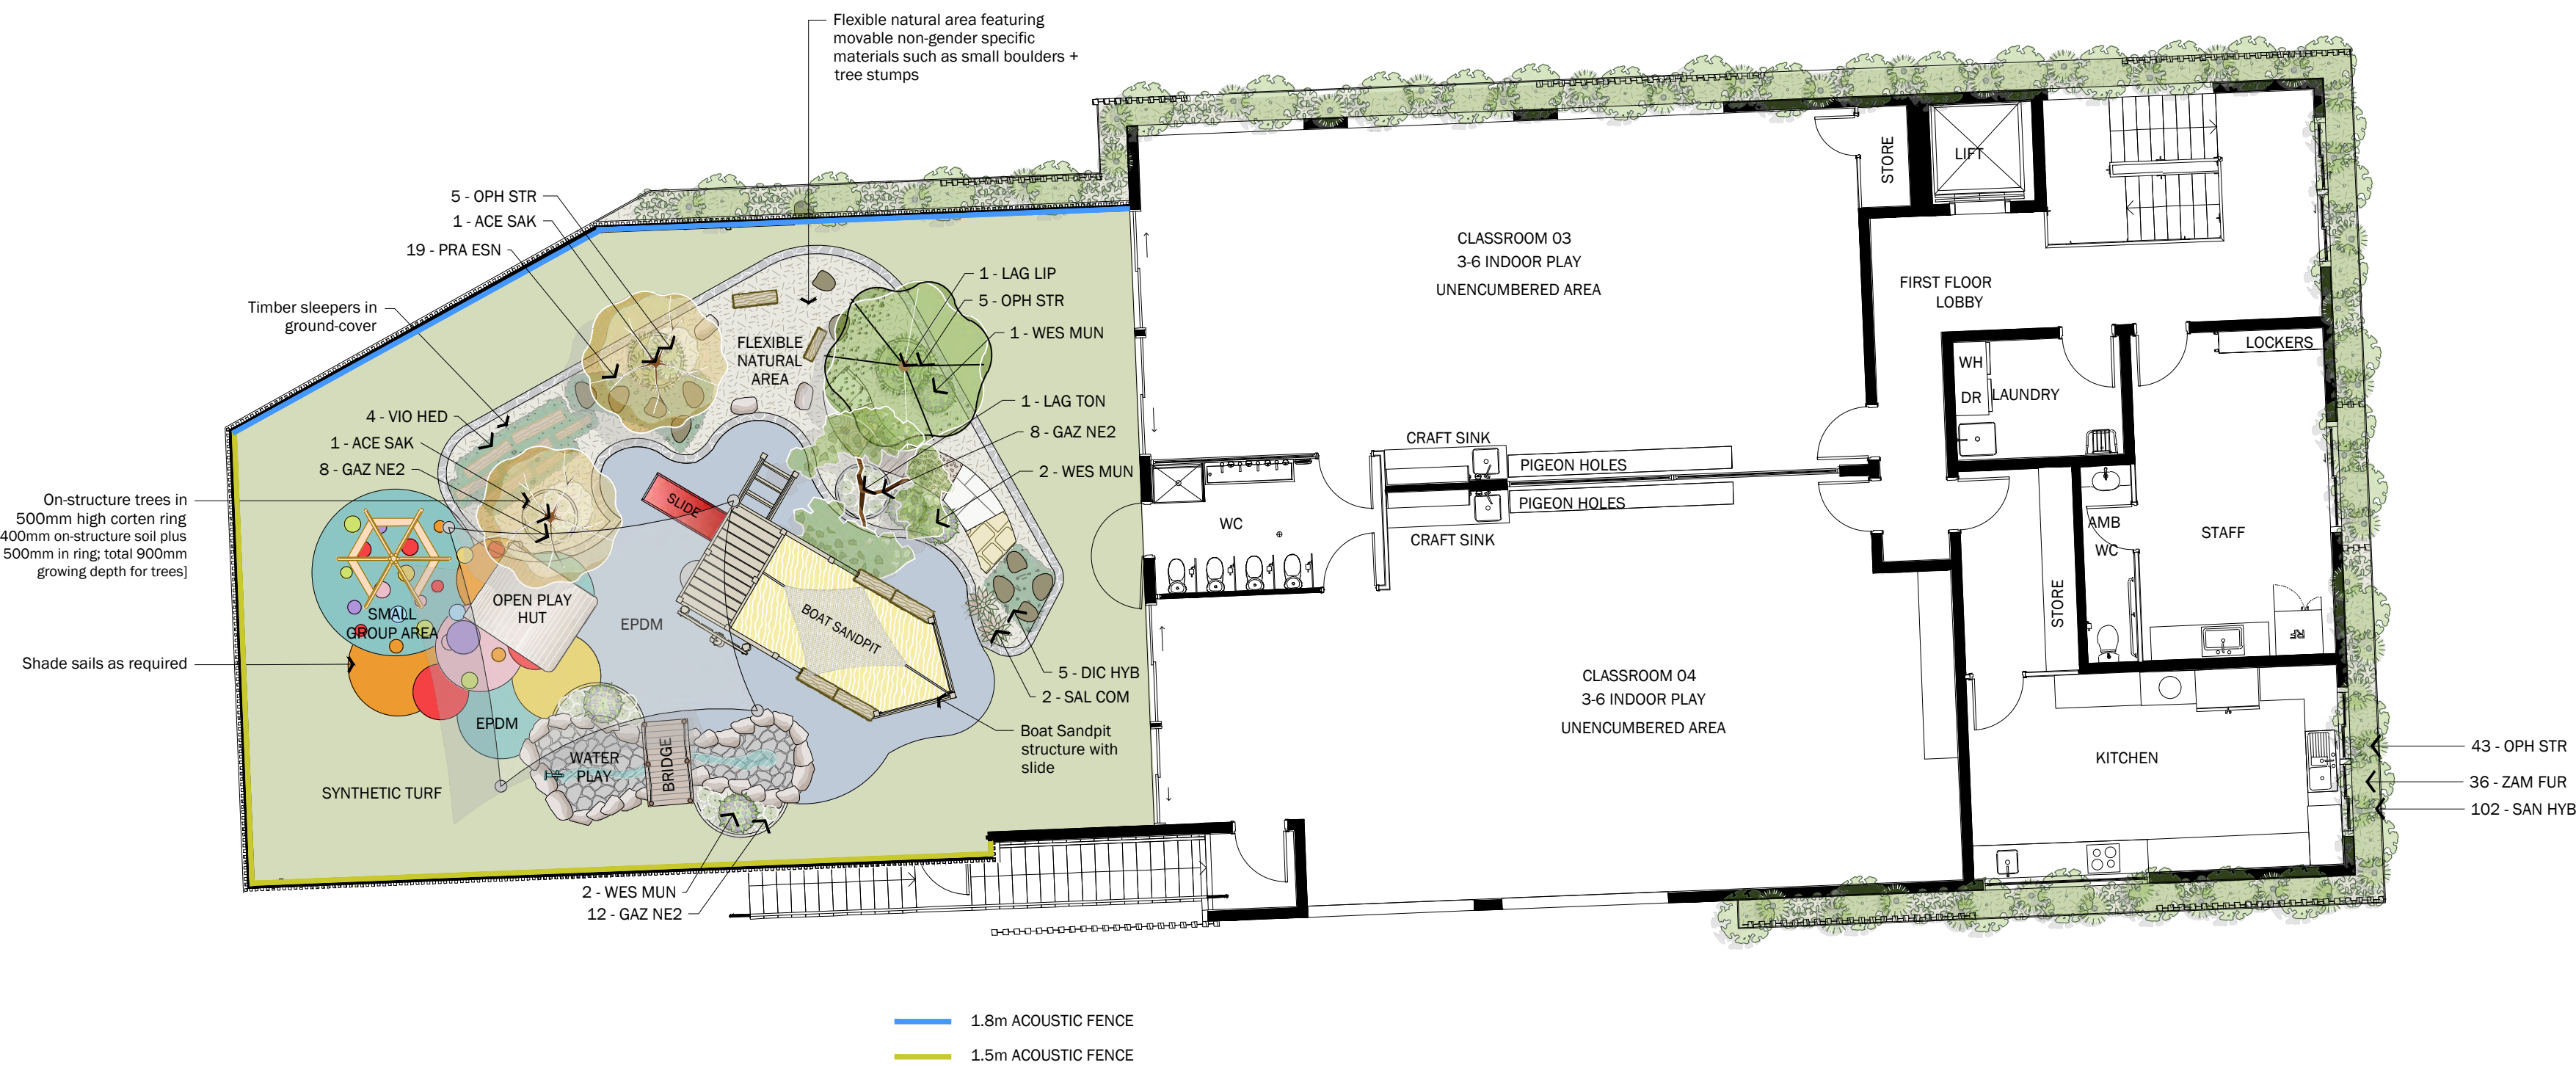 Flexible natural area featuring
movable non-gender specific
materials such as small boulders +
tree stumps
5 - OPH STR
1 - ACE SAK
19 - PRA ESN
Timber sleepers in
ground-cover
4 - VIO HED
1 - ACE SAK
8 - GAZ NE2
On-structure trees in
500mm high corten ring
400mm on-structure soil plus
500mm in ring; total 900mm
growing depth for trees]
Shade sails as required
1 - LAG LIP
5 - OPH STR
1 - WES MUN
1 - LAG TON
8 - GAZ NE2
2 - WES MUN
5 - DIC HYB
2 - SAL COM
Boat Sandpit
structure with
slide
2 - WES MUN
12 - GAZ NE2
FLEXIBLE
NATURAL
AREA
SLIDE
BOAT SANDPIT
OPEN PLAY
HUT
EPDM
SMALL
GROUP AREA
EPDM
WATER
PLAY
BRIDGE
SYNTHETIC TURF
CLASSROOM 03
3-6 INDOOR PLAY
UNENCUMBERED AREA
STORE
LIFT
FIRST FLOOR
LOBBY
WH
DR
LAUNDRY
LOCKERS
CRAFT SINK
PIGEON HOLES
PIGEON HOLES
CRAFT SINK
WC
AMB
WC
STAFF
STORE
RF
CLASSROOM 04
3-6 INDOOR PLAY
UNENCUMBERED AREA
KITCHEN
43 - OPH STR
36 - ZAM FUR
102 - SAN HYB
1.8m ACOUSTIC FENCE
1.5m ACOUSTIC FENCE